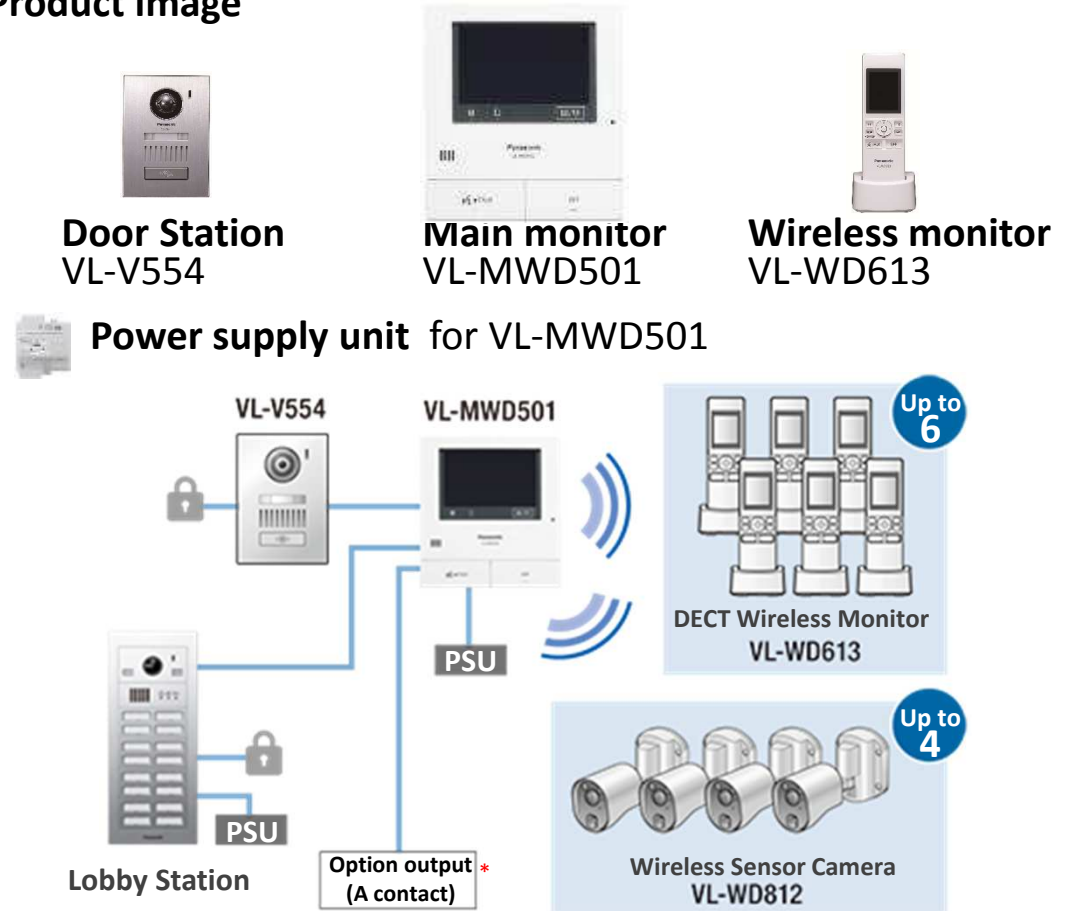 Product image
Door Station
VL-V554
Main monitor
VL-MWD501
Wireless monitor
VL-WD613
Power supply unit for VL-MWD501
VL-V554
VL-MWD501
Up to
6
DECT Wireless Monitor
VL-WD613
PSU
Up to
4
PSU
Lobby Station
Option output *
(A contact)
Wireless Sensor Camera
VL-WD812
Panasonic